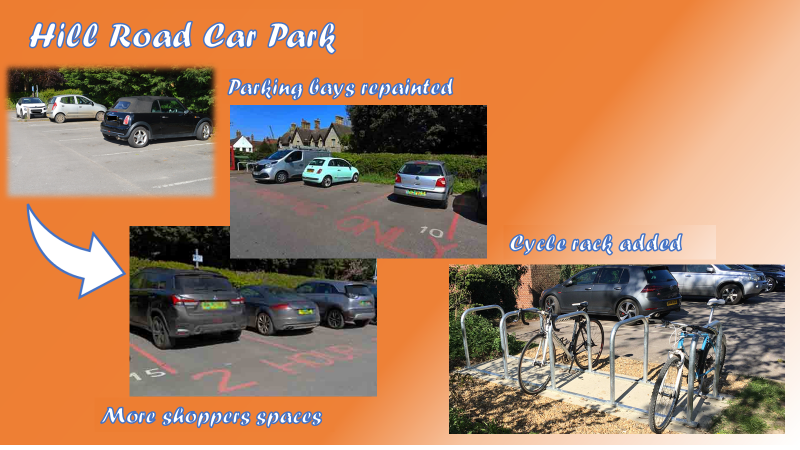 Hill Road Car Park
Parking bays repainted
ONLY
10
Cycle rack added
15
2 HOUR
More shoppers spaces